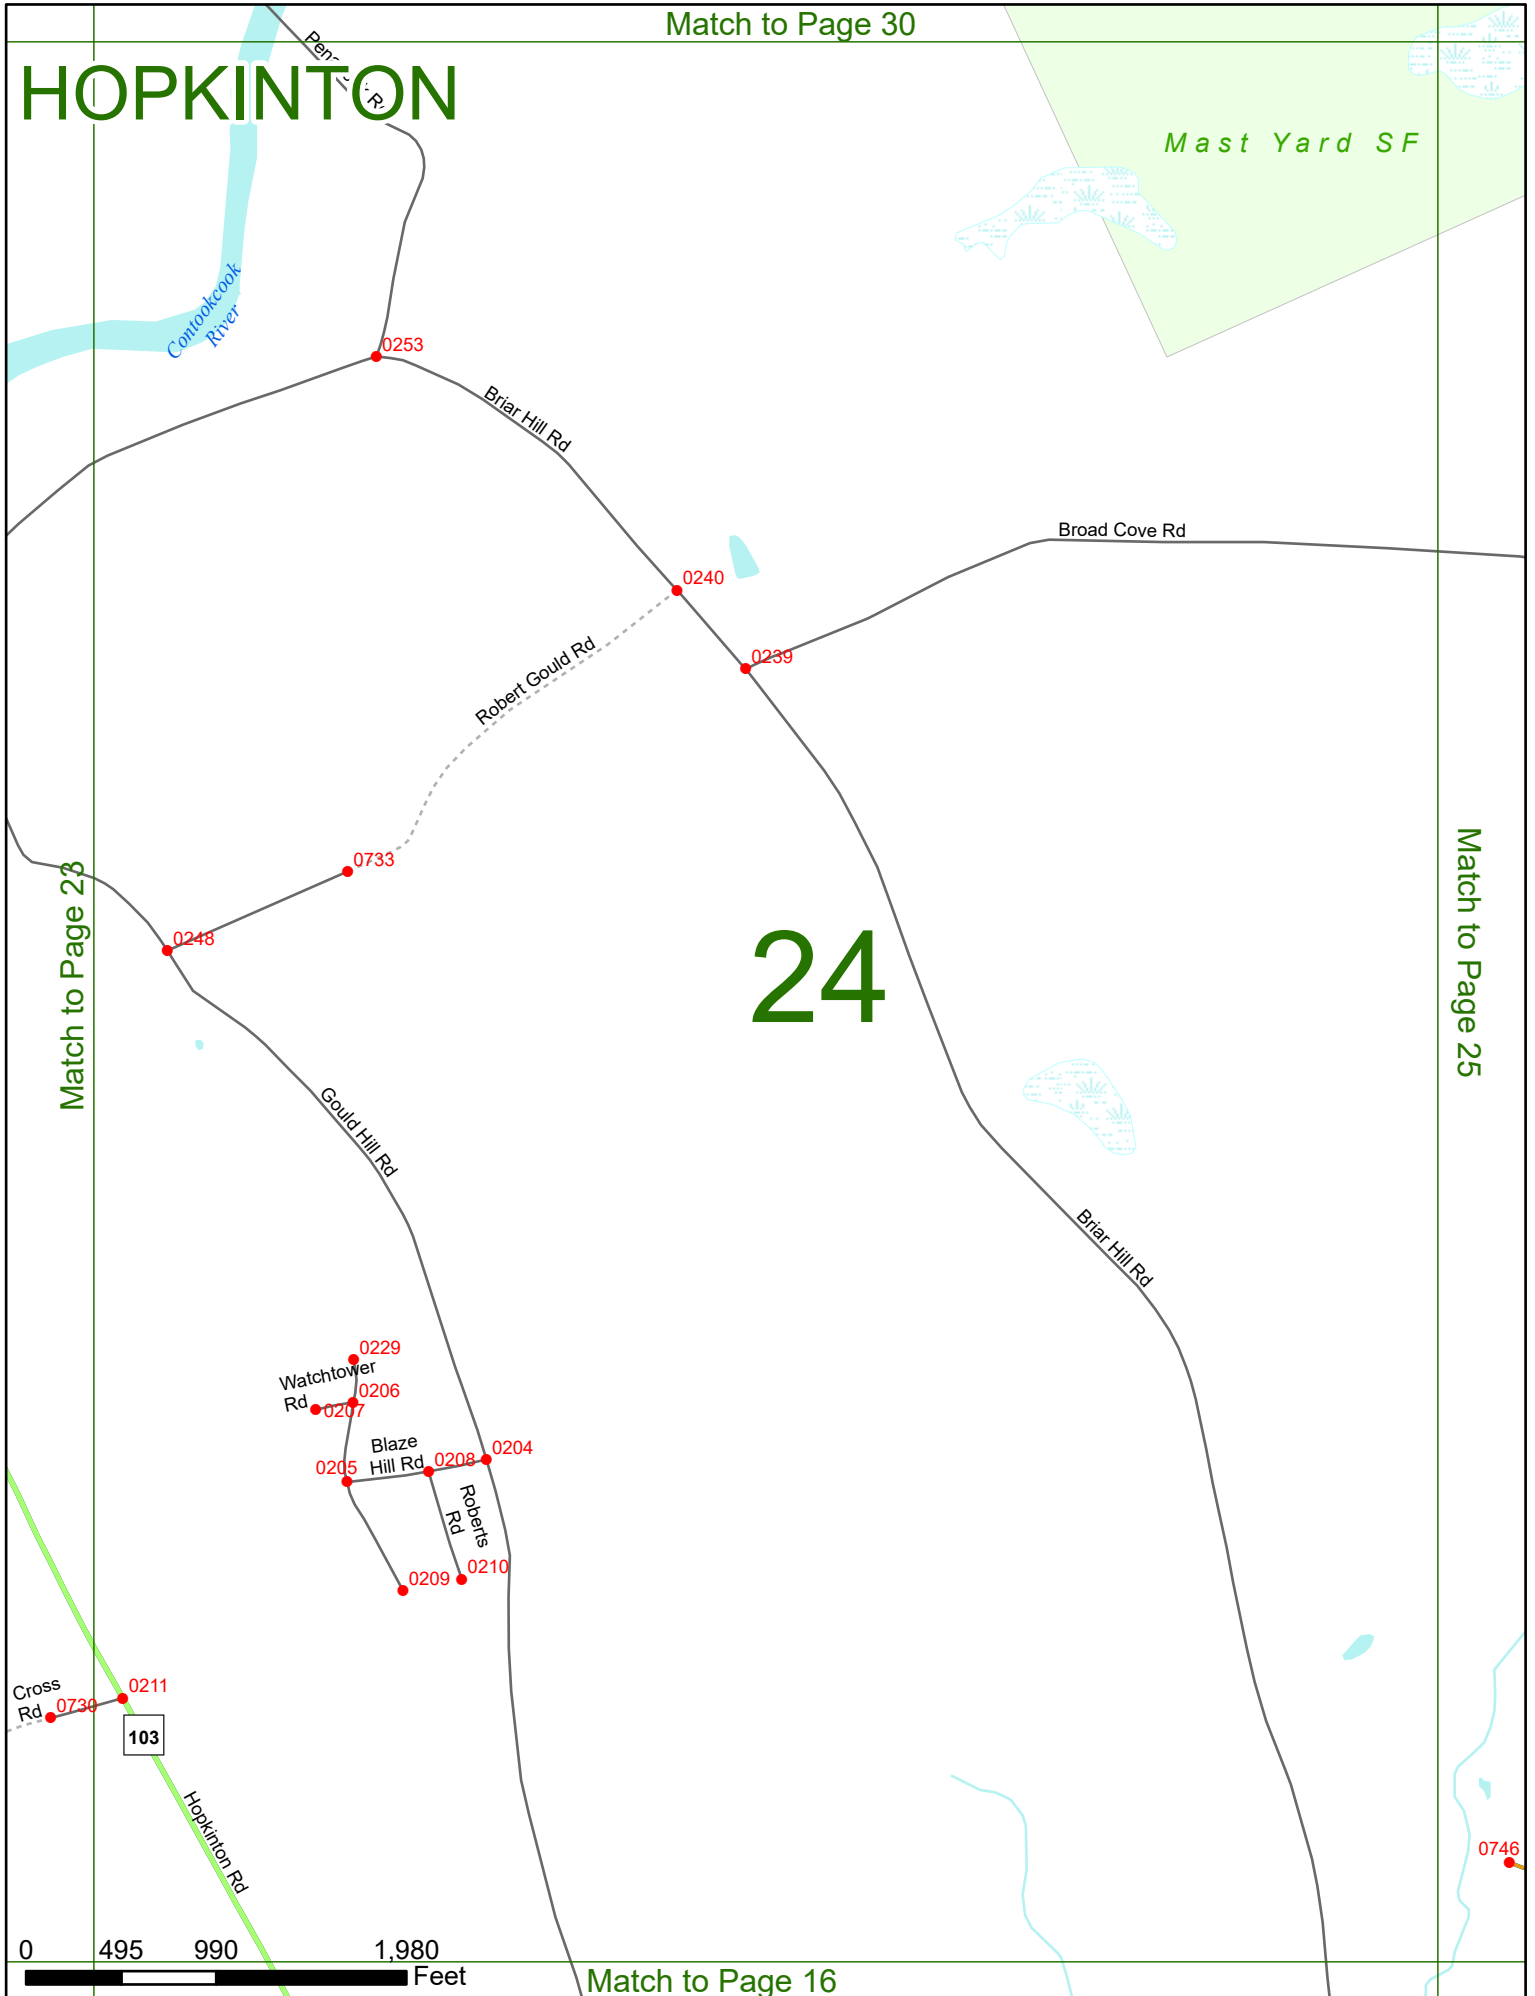 Match to Page 30
HOPKINTON
Mast Yard SF
Contookcook
River
0253
Briar Hill Rd
Broad Cove Rd
0240
Robert Gould Rd
0239
0733
Match to Page 23
0248
24
Match to Page 25
Gould Hill Rd
Briar Hill Rd
0229
Watchtower
Rd
0206
0207
Blaze
Hill Rd
0204
0208
0205
Roberts
Rd
0209
0210
Cross
Rd
0730
0211
103
Hopkinton Rd
0746
0 495 990 1,980
Feet
Match to Page 16